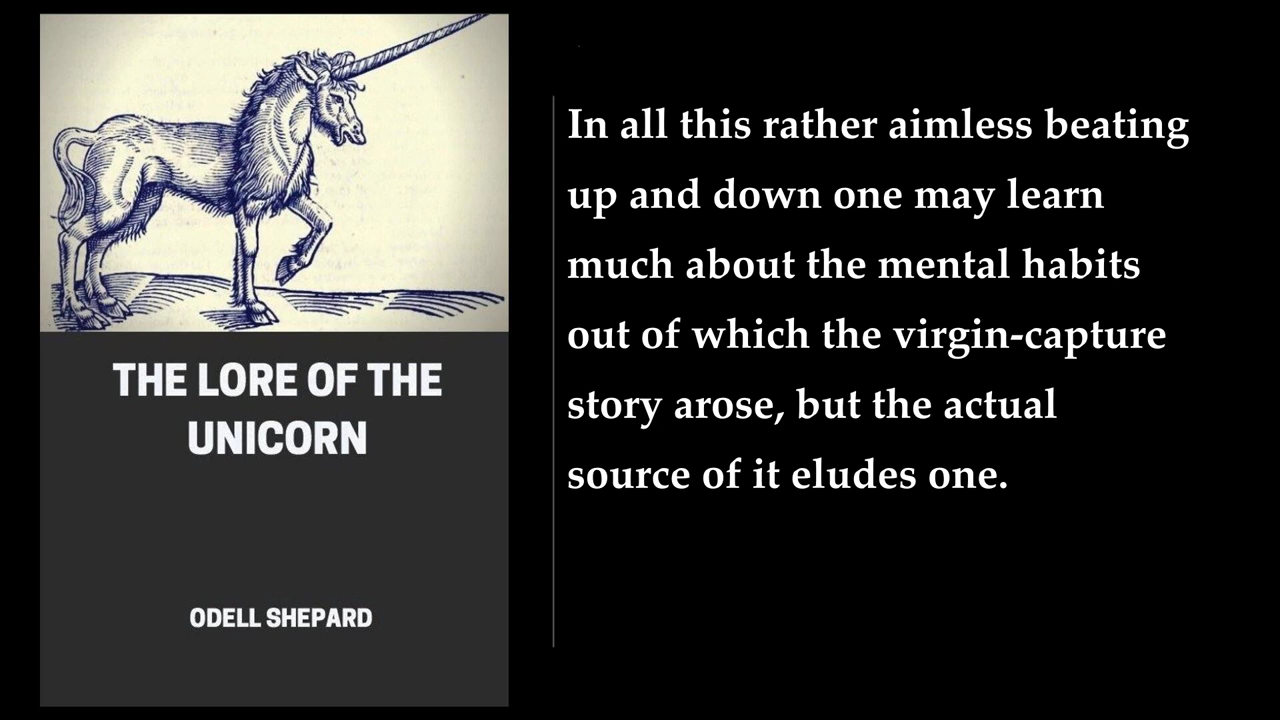 THE LORE OF THE
UNICORN
ODELL SHEPARD
In all this rather aimless beating
up and down one may learn
much about the mental habits
out of which the virgin-capture
story arose, but the actual
source of it eludes one.